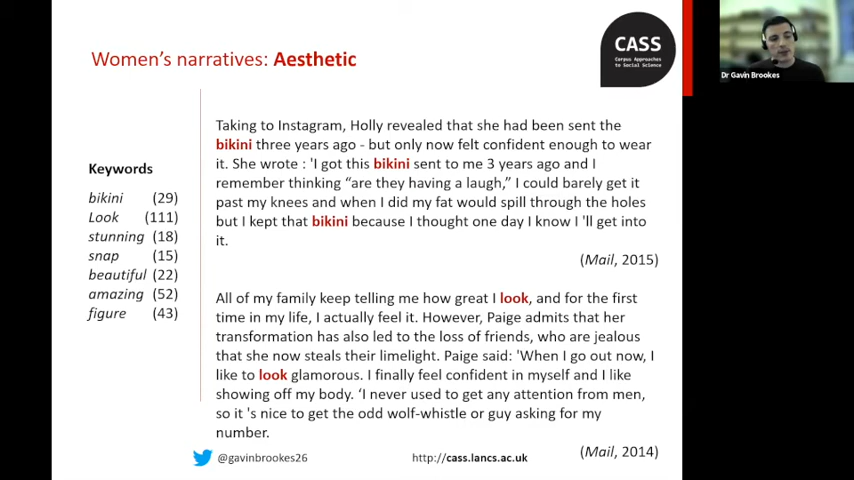 Women's narratives: Aesthetic
CASS
Corpus Approaches
to Social Science
Dr Gavin Brookes
Keywords
bikini (29)
Look (111)
stunning (18)
snap (15)
beautiful (22)
amazing (52)
figure (43)
Taking to Instagram, Holly revealed that she had been sent the
bikini three years ago - but only now felt confident enough to wear
it. She wrote : 'I got this bikini sent to me 3 years ago and I
remember thinking “are they having a laugh,” I could barely get it
past my knees and when I did my fat would spill through the holes
but I kept that bikini because I thought one day I know I 'll get into
it.
(Mail, 2015)
All of my family keep telling me how great I look, and for the first
time in my life, I actually feel it. However, Paige admits that her
transformation has also led to the loss of friends, who are jealous
that she now steals their limelight. Paige said: 'When I go out now, I
like to look glamorous. I finally feel confident in myself and I like
showing off my body. ‘I never used to get any attention from men,
so it 's nice to get the odd wolf-whistle or guy asking for my
number.
(Mail, 2014)
@gavinbrookes26
http://cass.lancs.ac.uk